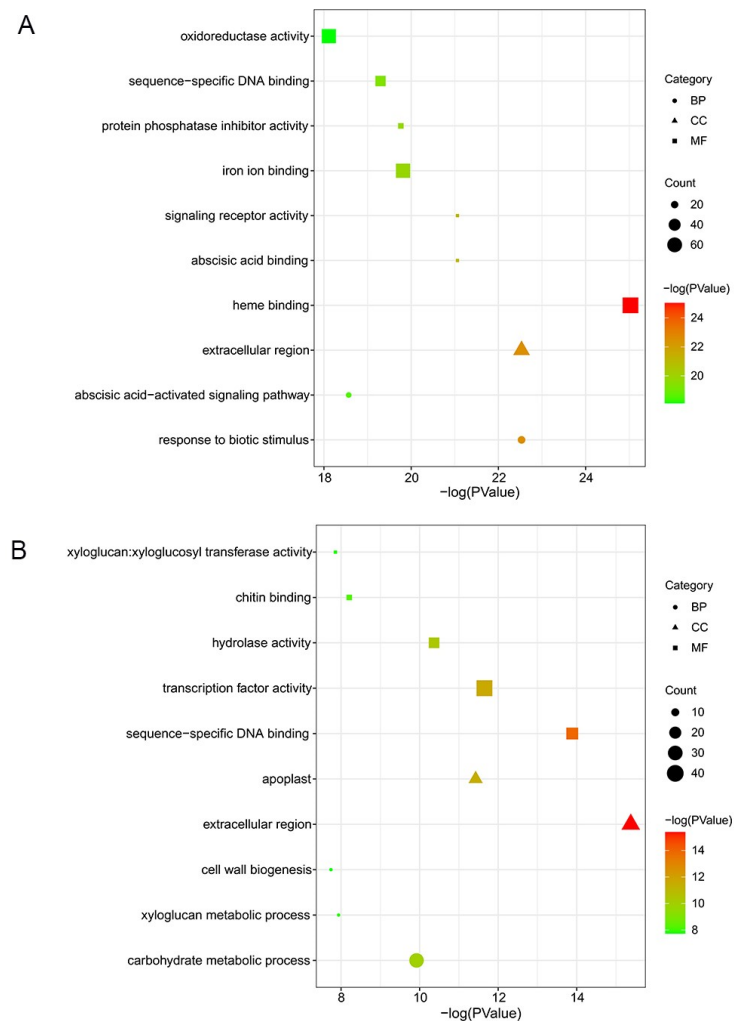 A
oxidoreductase activity
sequence−specific DNA binding
protein phosphatase inhibitor activity
iron ion binding
signaling receptor activity
abscisic acid binding
heme binding
extracellular region
abscisic acid−activated signaling pathway
response to biotic stimulus
18 20 22 24
−log(PValue)
Category
BP
CC
MF
Count
20
40
60
−log(PValue)
24
22
20
B
xyloglucan:xyloglucosyl transferase activity
chitin binding
hydrolase activity
transcription factor activity
sequence−specific DNA binding
apoplast
extracellular region
cell wall biogenesis
xyloglucan metabolic process
carbohydrate metabolic process
8 10 12 14
−log(PValue)
Category
BP
CC
MF
Count
10
20
30
40
−log(PValue)
14
12
10
8